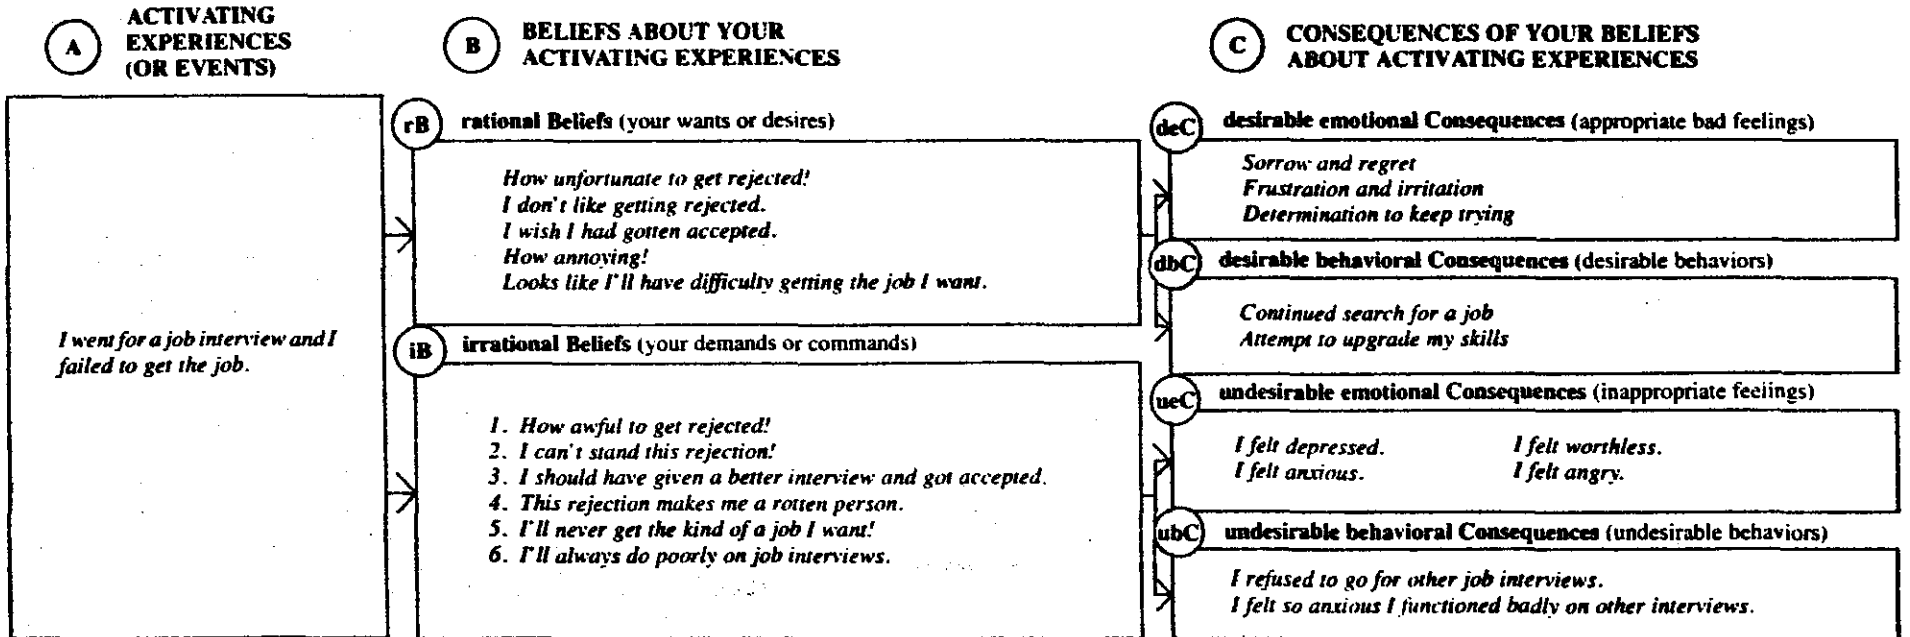 A
ACTIVATING
EXPERIENCES
(OR EVENTS)
B
BELIEFS ABOUT YOUR
ACTIVATING EXPERIENCES
C
CONSEQUENCES OF YOUR BELIEFS
ABOUT ACTIVATING EXPERIENCES
I went for a job interview and I
failed to get the job.
rB
rational Beliefs (your wants or desires)
How unfortunate to get rejected!
I don't like getting rejected.
I wish I had gotten accepted.
How annoying!
Looks like I'll have difficulty getting the job I want.
iB
irrational Beliefs (your demands or commands)
1. How awful to get rejected!
2. I can't stand this rejection!
3. I should have given a better interview and got accepted.
4. This rejection makes me a rotten person.
5. I'll never get the kind of a job I want!
6. I'll always do poorly on job interviews.
deC
desirable emotional Consequences (appropriate bad feelings)
Sorrow and regret
Frustration and irritation
Determination to keep trying
dbC
desirable behavioral Consequences (desirable behaviors)
Continued search for a job
Attempt to upgrade my skills
ueC
undesirable emotional Consequences (inappropriate feelings)
I felt depressed. I felt worthless.
I felt anxious. I felt angry.
ubC
undesirable behavioral Consequences (undesirable behaviors)
I refused to go for other job interviews.
I felt so anxious I functioned badly on other interviews.